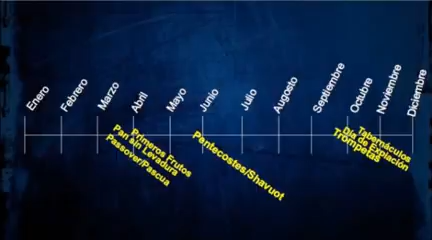 Enero
Febrero
Marzo
Abril
Mayo
Junio
Julio
Agosto
Septiembre
Octubre
Noviembre
Diciembre
Primeros Frutos
Pan sin Levadura
Passover/Pascua
Pentecostes/Shavuot
Tabernáculos
Día de Expiación
Trompetas